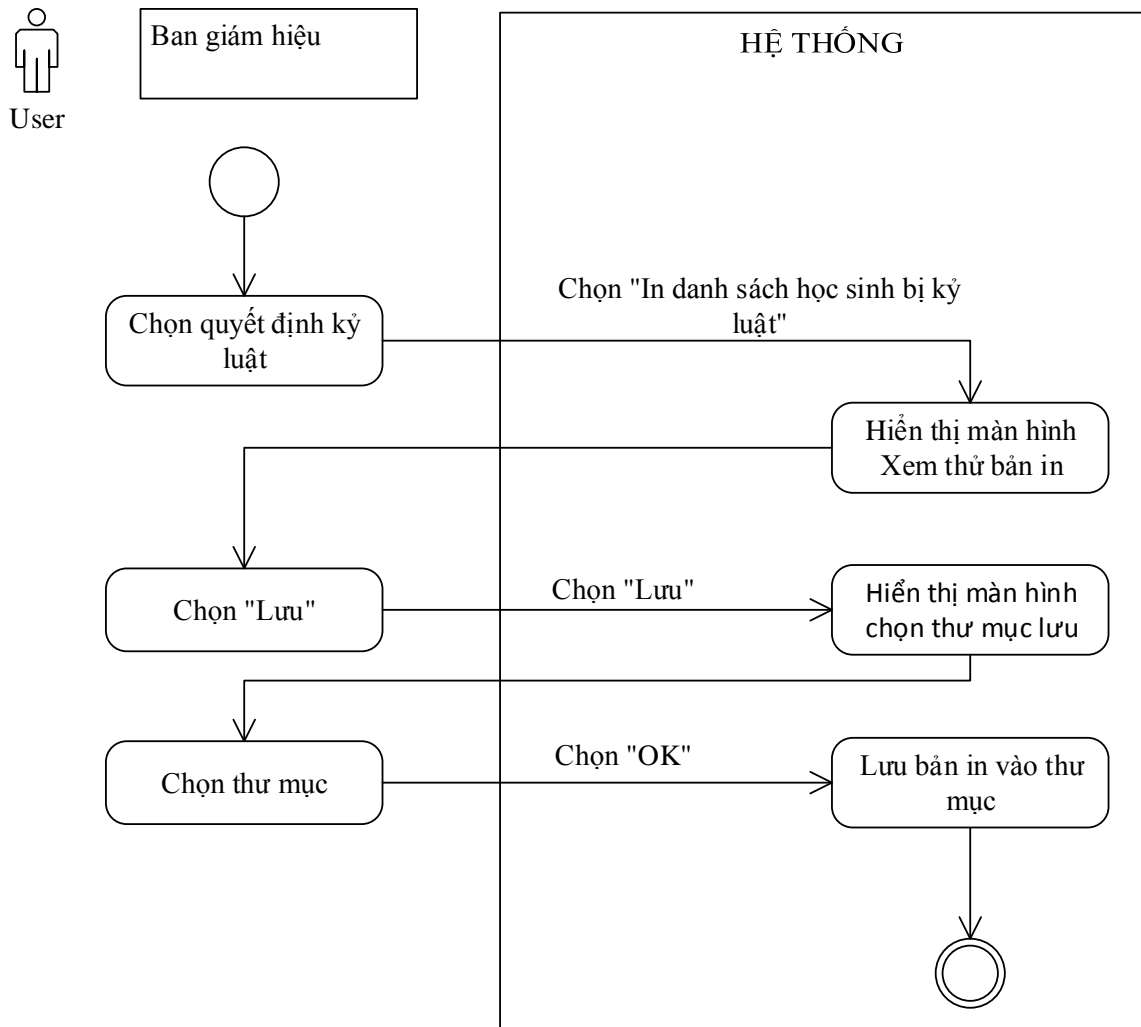 Ban giám hiệu
HỆ THỐNG
User
Chọn "In danh sách học sinh bị kỷ
luật"
Chọn quyết định kỷ
luật
Hiển thị màn hình
Xem thử bản in
Chọn "Lưu"
Chọn "Lưu"
Hiển thị màn hình
chọn thư mục lưu
Chọn thư mục
Chọn "OK"
Lưu bản in vào thư
mục